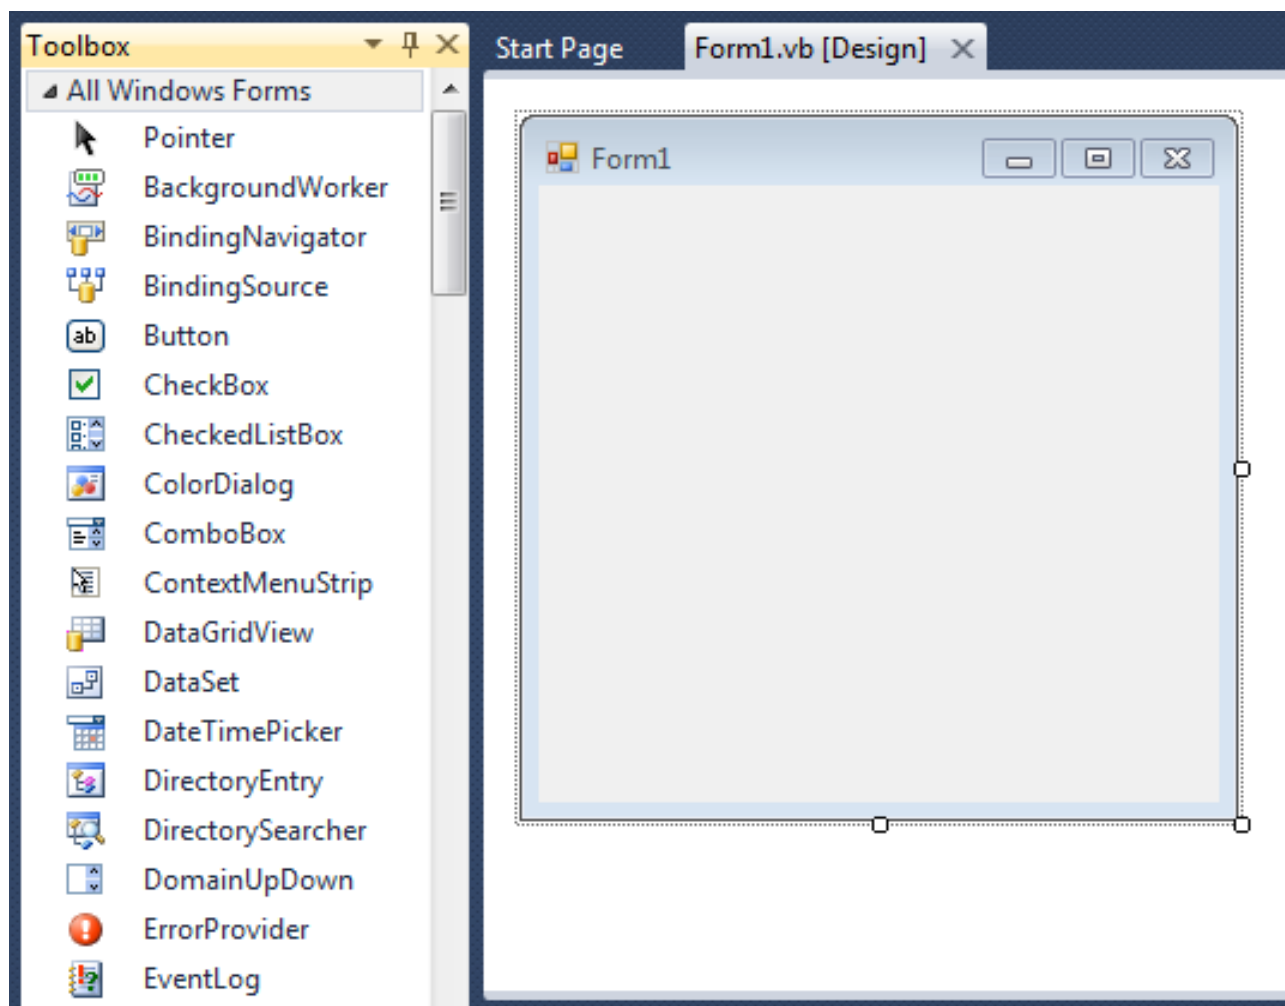 Toolbox
Start Page
Form1.vb [Design]
All Windows Forms
Pointer
BackgroundWorker
BindingNavigator
BindingSource
ab
Button
CheckBox
CheckedListBox
ColorDialog
ComboBox
ContextMenuStrip
DataGridView
DataSet
DateTimePicker
DirectoryEntry
DirectorySearcher
DomainUpDown
ErrorProvider
EventLog
Form1